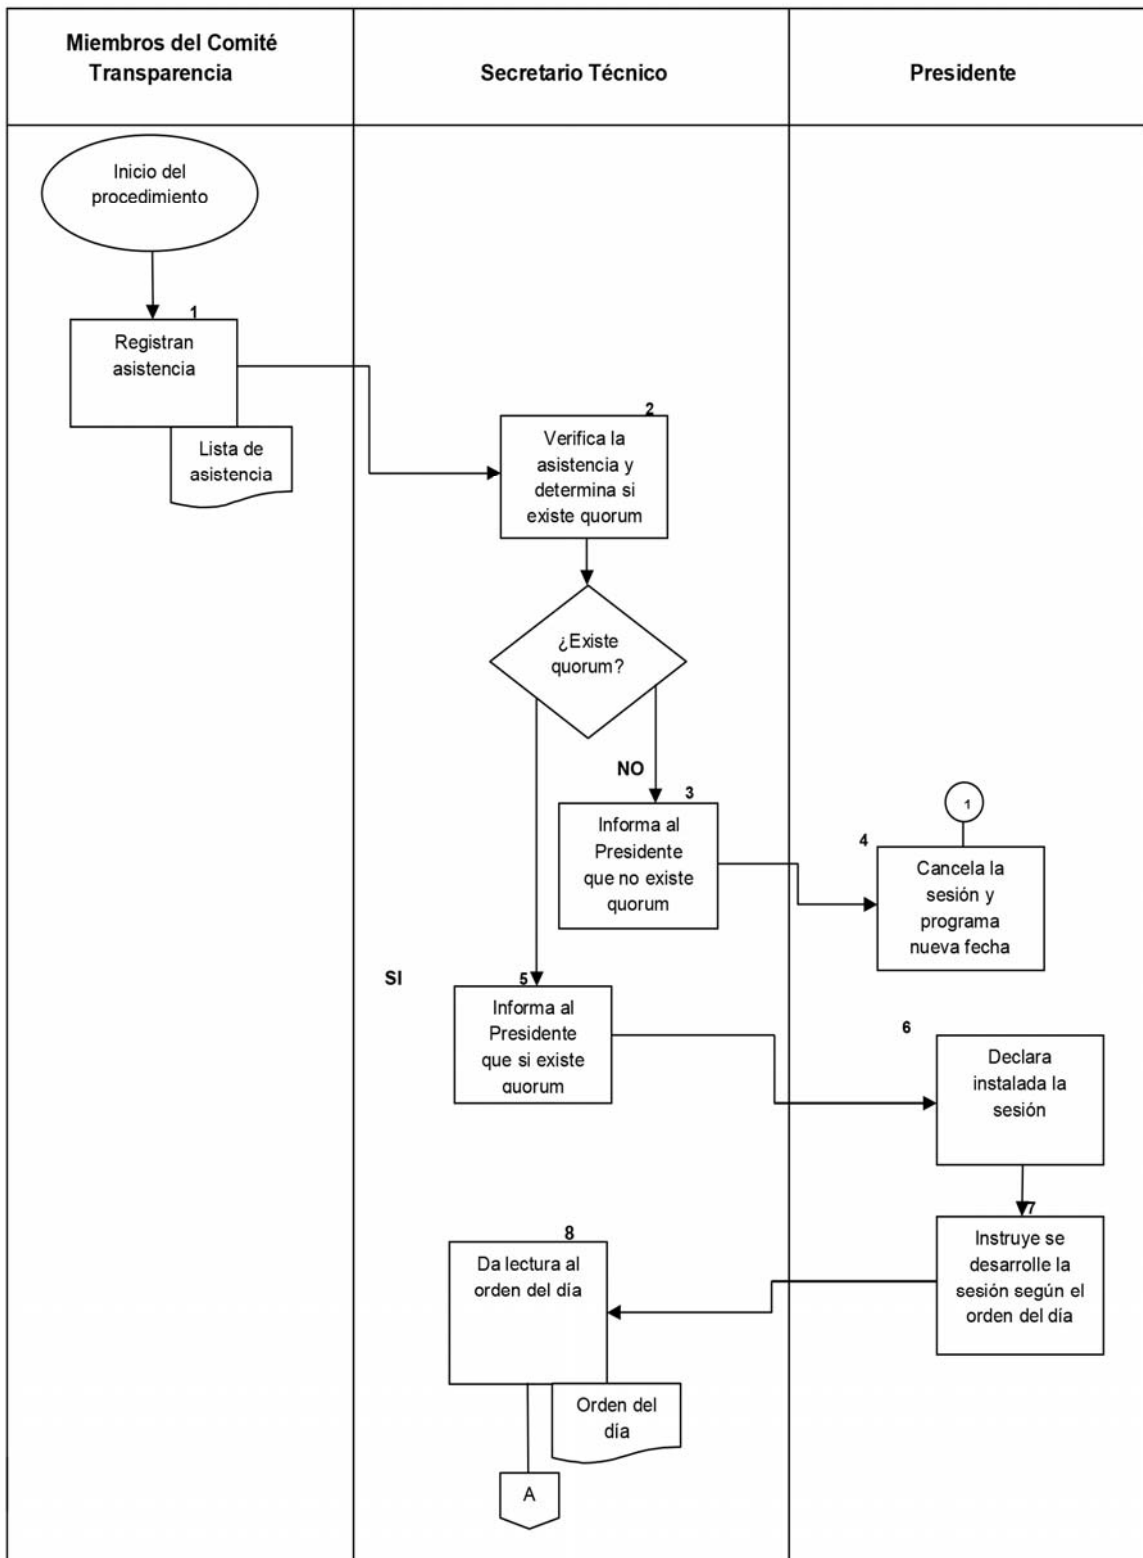 Miembros del Comité
Transparencia
Secretario Técnico
Presidente
Inicio del
procedimiento
1
Registran
asistencia
Lista de
asistencia
2
Verifica la
asistencia y
determina si
existe quorum
¿Existe
quorum?
NO
3
Informa al
Presidente
que no existe
quorum
1
4
Cancela la
sesión y
programa
nueva fecha
SI
5
Informa al
Presidente
que si existe
quorum
6
Declara
instalada la
sesión
7
Instruye se
desarrolle la
sesión según el
orden del día
8
Da lectura al
orden del día
Orden del
día
A